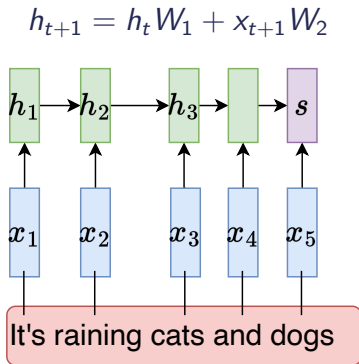 h_{t+1} = h_t W_1 + x_{t+1} W_2
h_1 h_2 h_3 s
x_1 x_2 x_3 x_4 x_5
It's raining cats and dogs